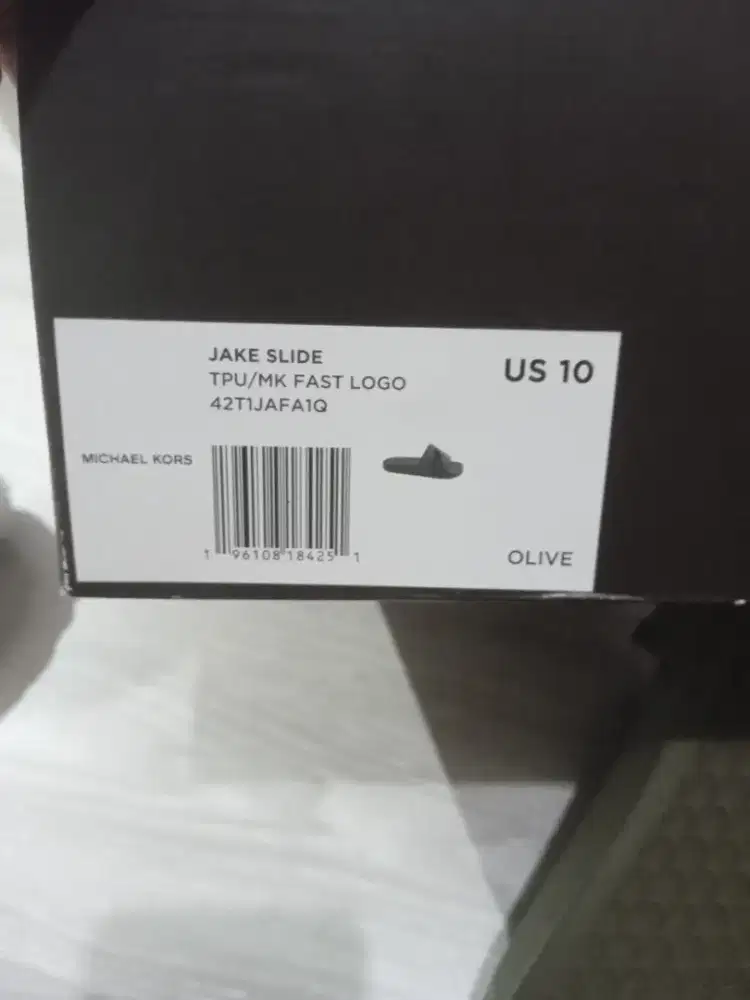 JAKE SLIDE
TPU/MK FAST LOGO
42T1JAFA1Q
US 10
MICHAEL KORS
1 96108 18425 1
OLIVE